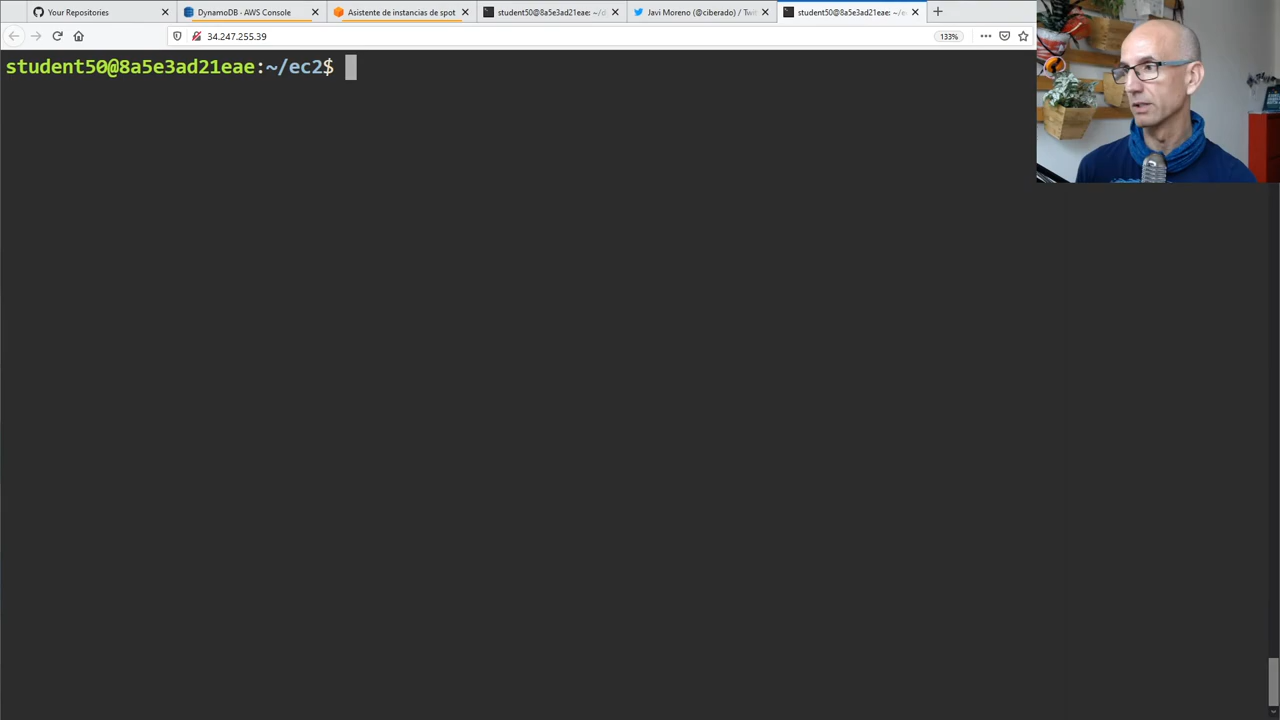 Your Repositories
DynamoDB - AWS Console
Asistente de instancias de spot
student50@8a5e3ad21eae: ~/d
Javi Moreno (@ciberado) / Twit
student50@8a5e3ad21eae: ~/e
34.247.255.39
133%
student50@8a5e3ad21eae:~/ec2$